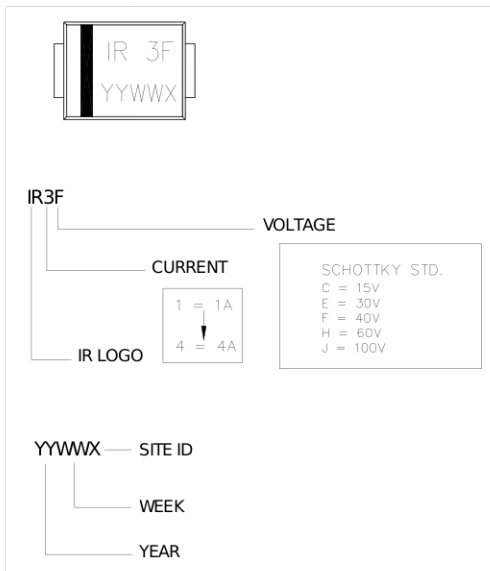 IR 3F
YYWWX
IR3F
VOLTAGE
CURRENT
SCHOTTKY STD.
C = 15V
E = 30V
F = 40V
H = 60V
J = 100V
1 = 1A
4 = 4A
IR LOGO
YYWWX
SITE ID
WEEK
YEAR